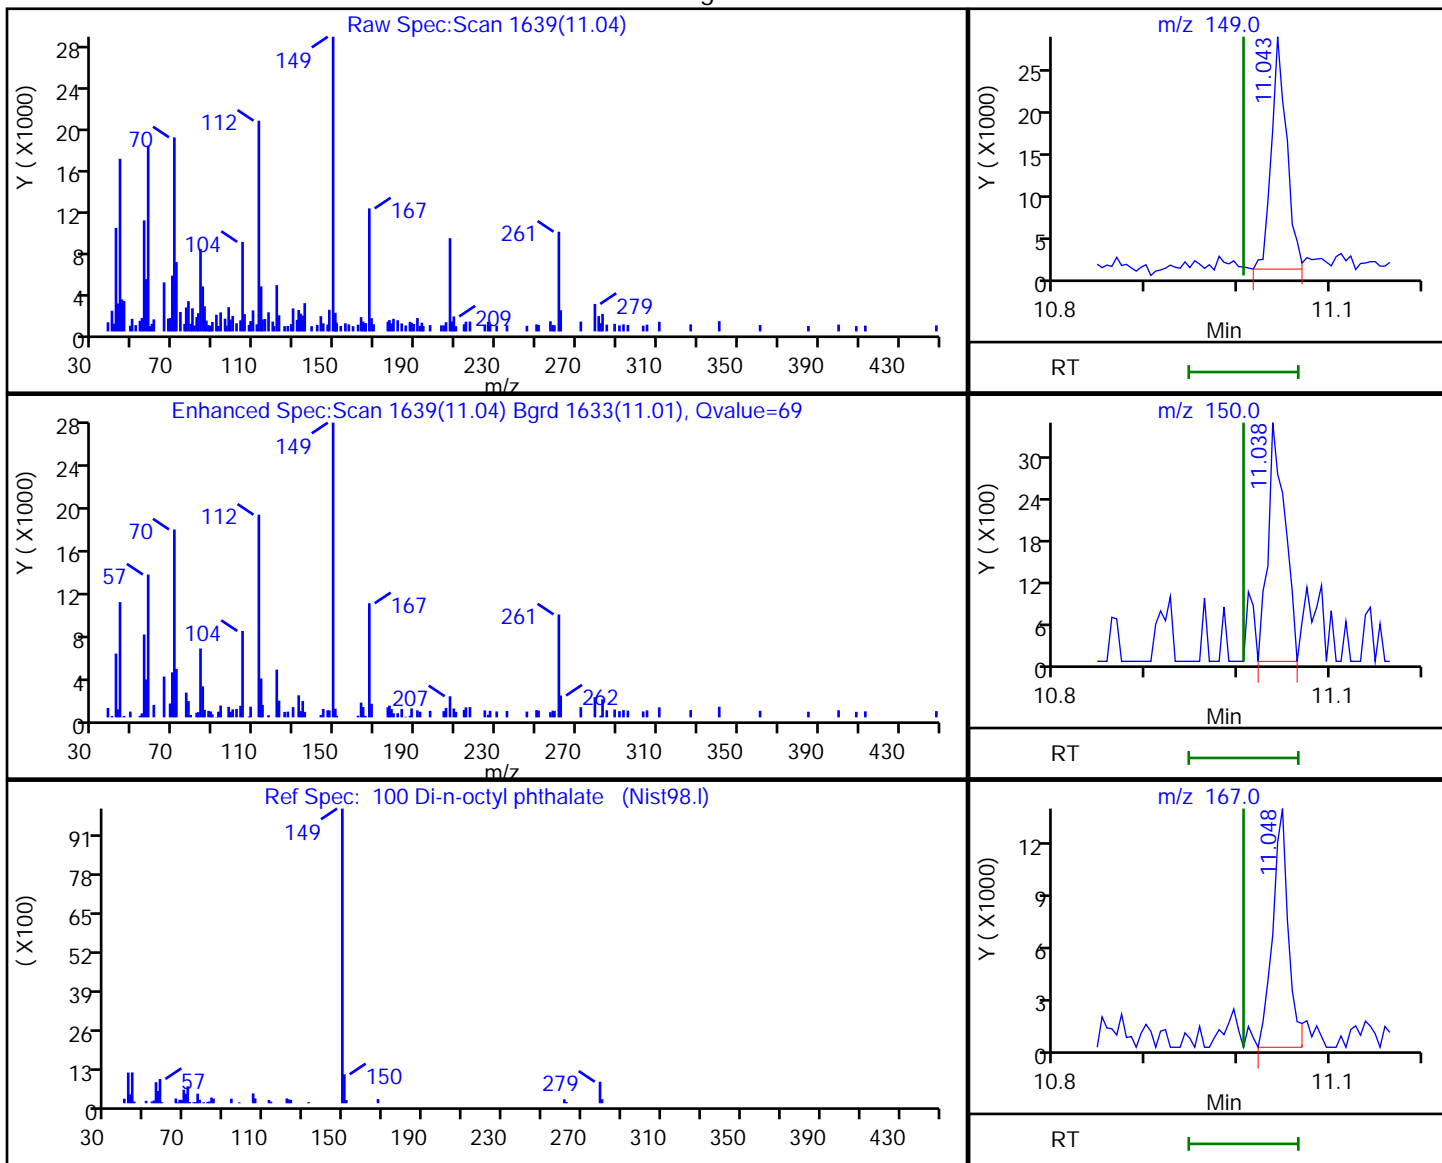 Raw Spec:Scan 1639(11.04)
Y ( X1000)
28
24
20
16
12
8
4
0
149
112
70
104
167
261
209
279
30 70 110 150 190 230 270 310 350 390 430
m/z
m/z 149.0
Y ( X1000)
25
20
15
10
5
0
11.043
10.8 11.1
Min
RT
Enhanced Spec:Scan 1639(11.04) Bgrd 1633(11.01), Qvalue=69
Y ( X1000)
28
24
20
16
12
8
4
0
149
112
70
57
104
167
261
207
262
30 70 110 150 190 230 270 310 350 390 430
m/z
m/z 150.0
Y ( X100)
30
24
18
12
6
0
11.038
10.8 11.1
Min
RT
Ref Spec: 100 Di-n-octyl phthalate (Nist98.l)
( X100)
91
78
65
52
39
26
13
0
149
57
150
279
30 70 110 150 190 230 270 310 350 390 430
m/z 167.0
Y ( X1000)
12
9
6
3
0
11.048
10.8 11.1
Min
RT